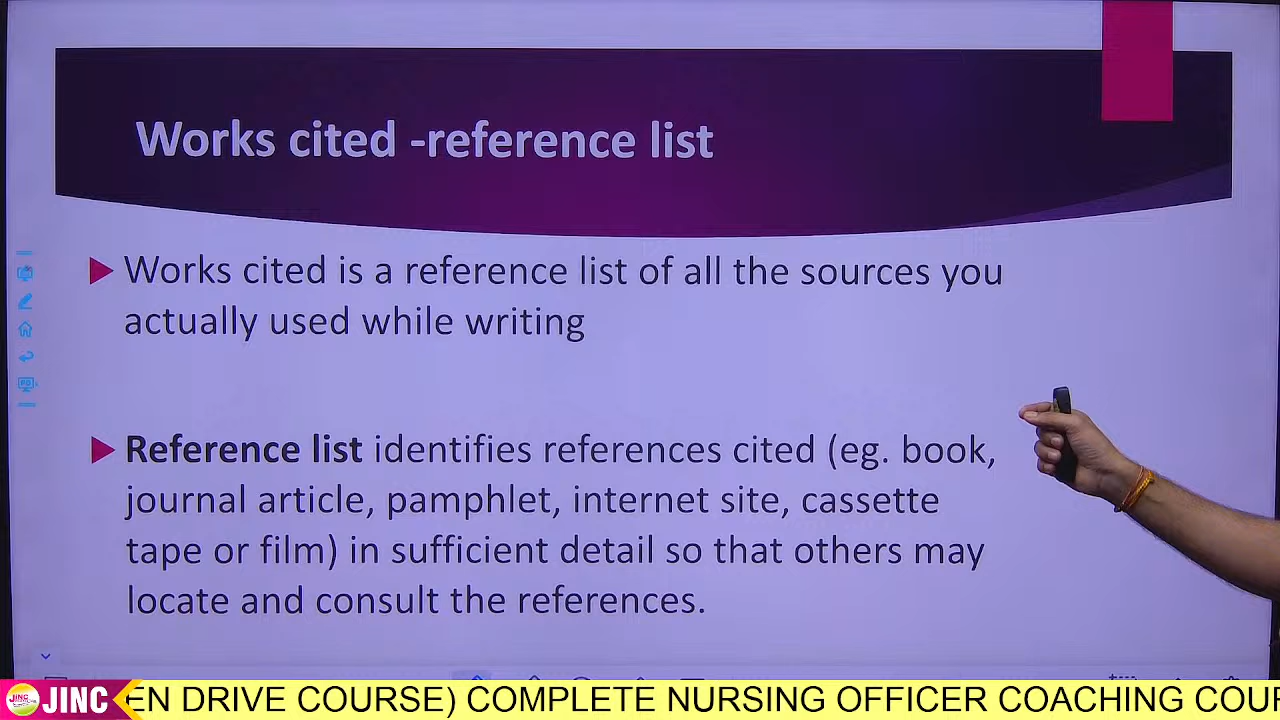 Works cited -reference list
Works cited is a reference list of all the sources you
actually used while writing
Reference list identifies references cited (eg. book,
journal article, pamphlet, internet site, cassette
tape or film) in sufficient detail so that others may
locate and consult the references.
JINC EN DRIVE COURSE) COMPLETE NURSING OFFICER COACHING COUR